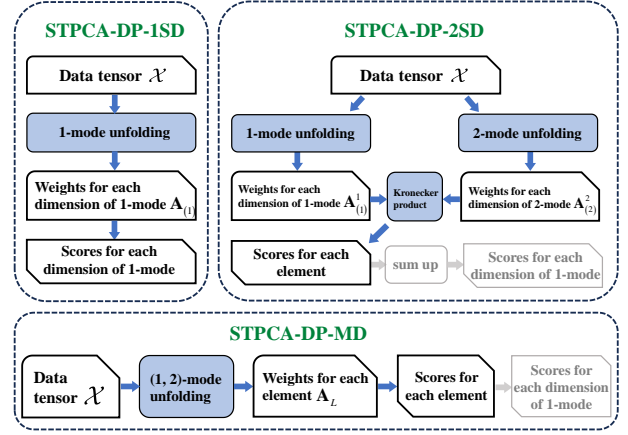 STPCA-DP-1SD
Data tensor 𝒳
1-mode unfolding
Weights for each
dimension of 1-mode A₍₁₎
Scores for each
dimension of 1-mode
STPCA-DP-2SD
Data tensor 𝒳
1-mode unfolding
2-mode unfolding
Weights for each
dimension of 1-mode A¹₍₁₎
Kronecker
product
Weights for each
dimension of 2-mode A²₍₂₎
Scores for each
element
sum up
Scores for each
dimension of 1-mode
STPCA-DP-MD
Data
tensor 𝒳
(1, 2)-mode
unfolding
Weights for each
element A_L
Scores for
each element
Scores for
each dimension
of 1-mode